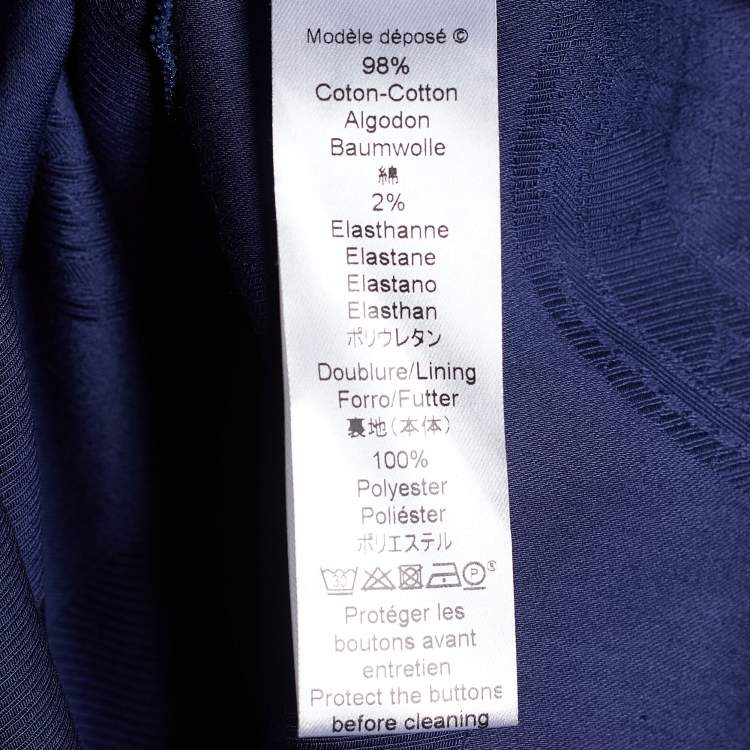 Modèle déposé ©
98%
Coton-Cotton
Algodon
Baumwolle
綿
2%
Elasthanne
Elastane
Elastano
Elasthan
ポリウレタン
Doublure/Lining
Forro/Futter
裏地(本体)
100%
Polyester
Poliéster
ポリエステル
Protéger les
boutons avant
entretien
Protect the buttons
before cleaning